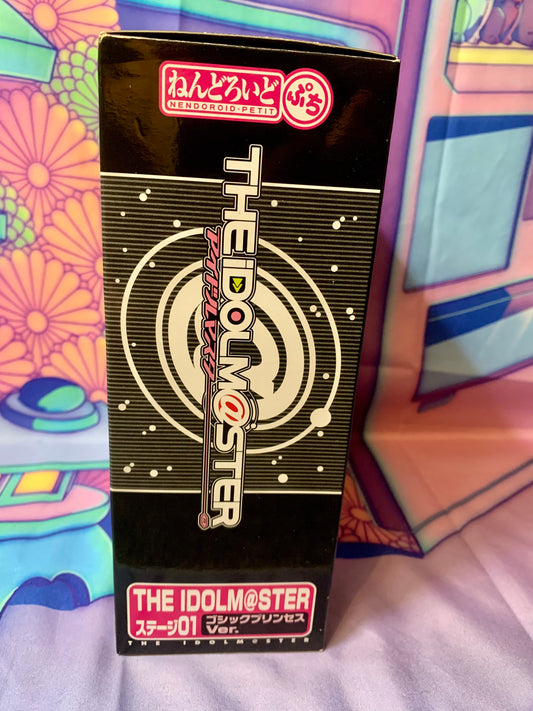 ねんどろいど
NENDOROID·PETIT
ぷち
THE IDOLM@STER
アイドルマスター
THE IDOLM@STER
ステージ01 ゴシックプリンセス
Ver.
THE IDOLM@STER